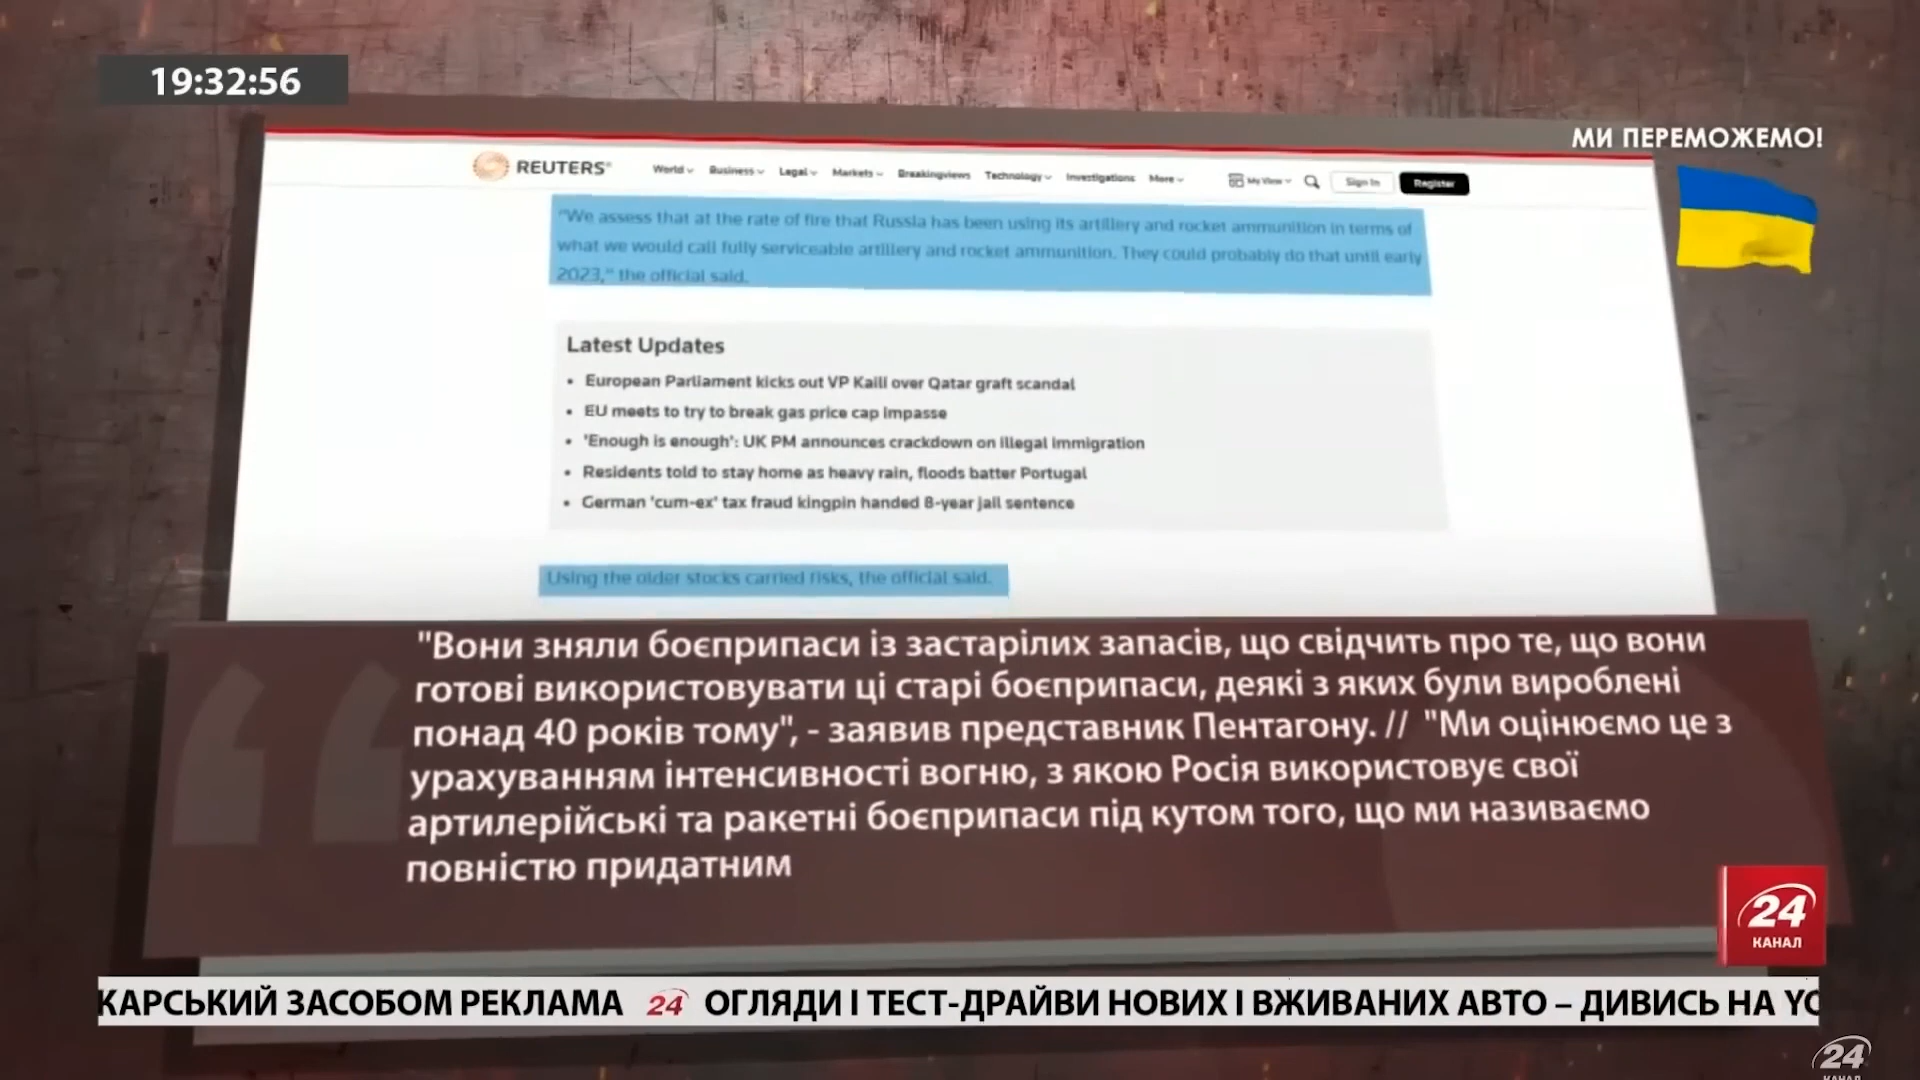 19:32:56
МИ ПЕРЕМОЖЕМО!
REUTERS
World Business Legal Markets Breakingviews Technology Investigations More My View Sign In Register
"We assess that at the rate of fire that Russia has been using its artillery and rocket ammunition in terms of
what we would call fully serviceable artillery and rocket ammunition. They could probably do that until early
2023," the official said.
Latest Updates
• European Parliament kicks out VP Kaili over Qatar graft scandal
• EU meets to try to break gas price cap impasse
• 'Enough is enough': UK PM announces crackdown on illegal immigration
• Residents told to stay home as heavy rain, floods batter Portugal
• German 'cum-ex' tax fraud kingpin handed 8-year jail sentence
Using the older stocks carried risks, the official said.
"Вони зняли боєприпаси із застарілих запасів, що свідчить про те, що вони
готові використовувати ці старі боєприпаси, деякі з яких були вироблені
понад 40 років тому", - заявив представник Пентагону. // "Ми оцінюємо це з
урахуванням інтенсивності вогню, з якою Росія використовує свої
артилерійські та ракетні боєприпаси під кутом того, що ми називаємо
повністю придатним
24
КАНАЛ
КАРСЬКИЙ ЗАСОБОМ РЕКЛАМА 24 ОГЛЯДИ І ТЕСТ-ДРАЙВИ НОВИХ І ВЖИВАНИХ АВТО – ДИВИСЬ НА YO
24
КАНАЛ